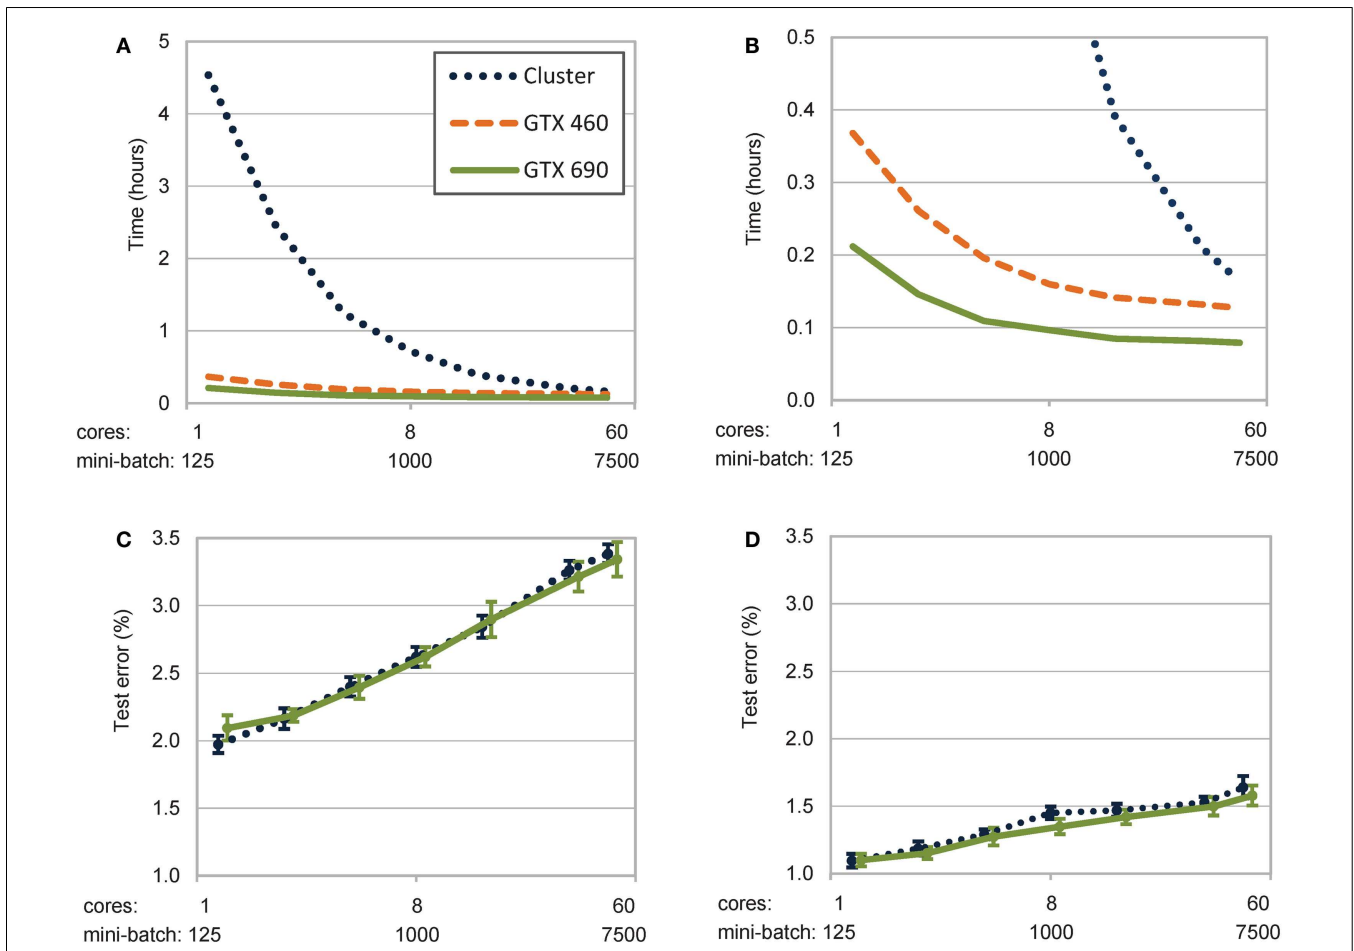 A
5
4
3
2
1
0
Time (hours)
Cluster
GTX 460
GTX 690
cores: 1 8 60
mini-batch: 125 1000 7500
B
0.5
0.4
0.3
0.2
0.1
0.0
Time (hours)
cores: 1 8 60
mini-batch: 125 1000 7500
C
3.5
3.0
2.5
2.0
1.5
1.0
Test error (%)
cores: 1 8 60
mini-batch: 125 1000 7500
D
3.5
3.0
2.5
2.0
1.5
1.0
Test error (%)
cores: 1 8 60
mini-batch: 125 1000 7500